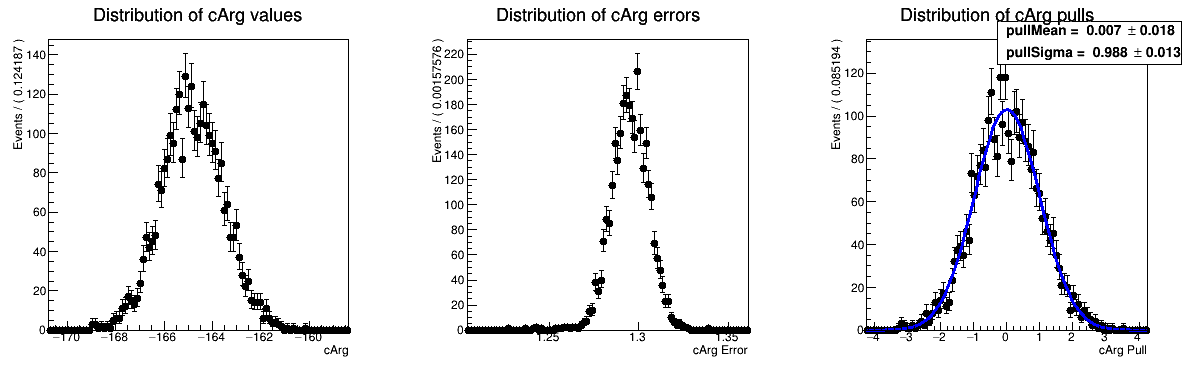 Distribution of cArg values
Events / ( 0.124187 )
140
120
100
80
60
40
20
0
−170 −168 −166 −164 −162 −160
cArg
Distribution of cArg errors
Events / ( 0.00157576 )
220
200
180
160
140
120
100
80
60
40
20
0
1.25 1.3 1.35
cArg Error
Distribution of cArg pulls
pullMean = 0.007 ± 0.018
pullSigma = 0.988 ± 0.013
Events / ( 0.085194 )
120
100
80
60
40
20
0
−4 −3 −2 −1 0 1 2 3 4
cArg Pull